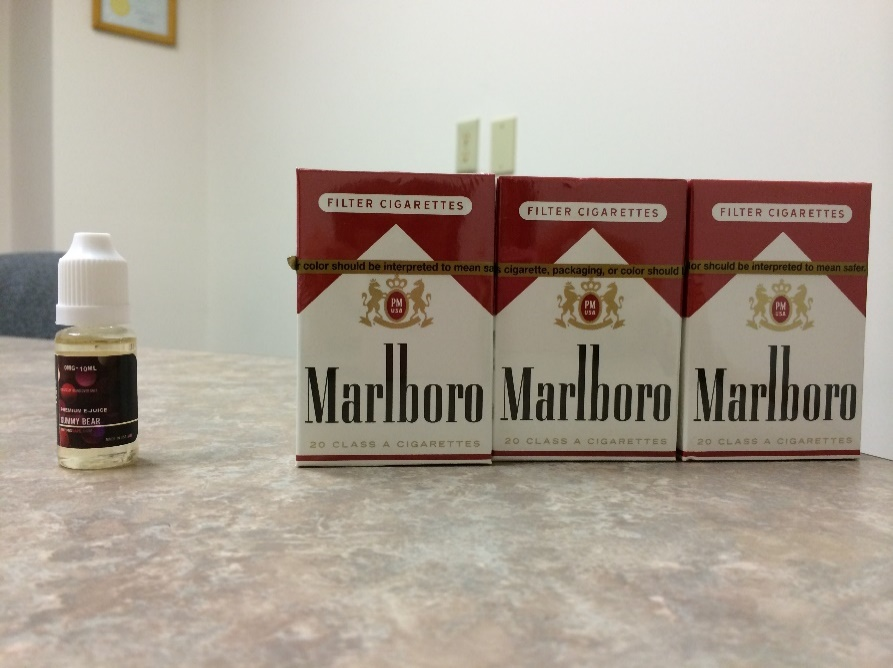 0MG·10ML
PREMIUM E-JUICE
GUMMY BEAR
FILTER CIGARETTES
color should be interpreted to mean
PM
USA
Marlboro
20 CLASS A CIGARETTES
FILTER CIGARETTES
cigarette, packaging, or color should
PM
USA
Marlboro
20 CLASS A CIGARETTES
FILTER CIGARETTES
or should be interpreted to mean safer.
PM
USA
Marlboro
20 CLASS A CIGARETTES